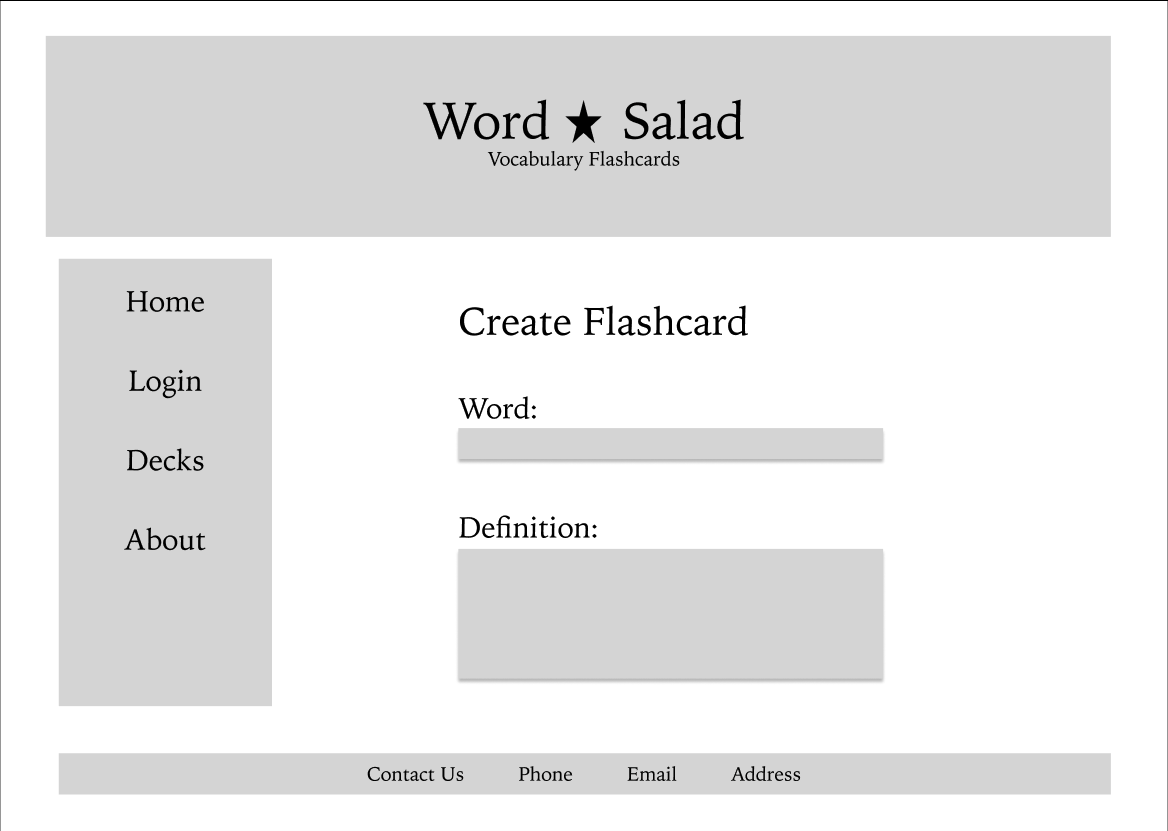 Word ★ Salad
Vocabulary Flashcards
Home
Login
Decks
About
Create Flashcard
Word:
Definition:
Contact Us Phone Email Address